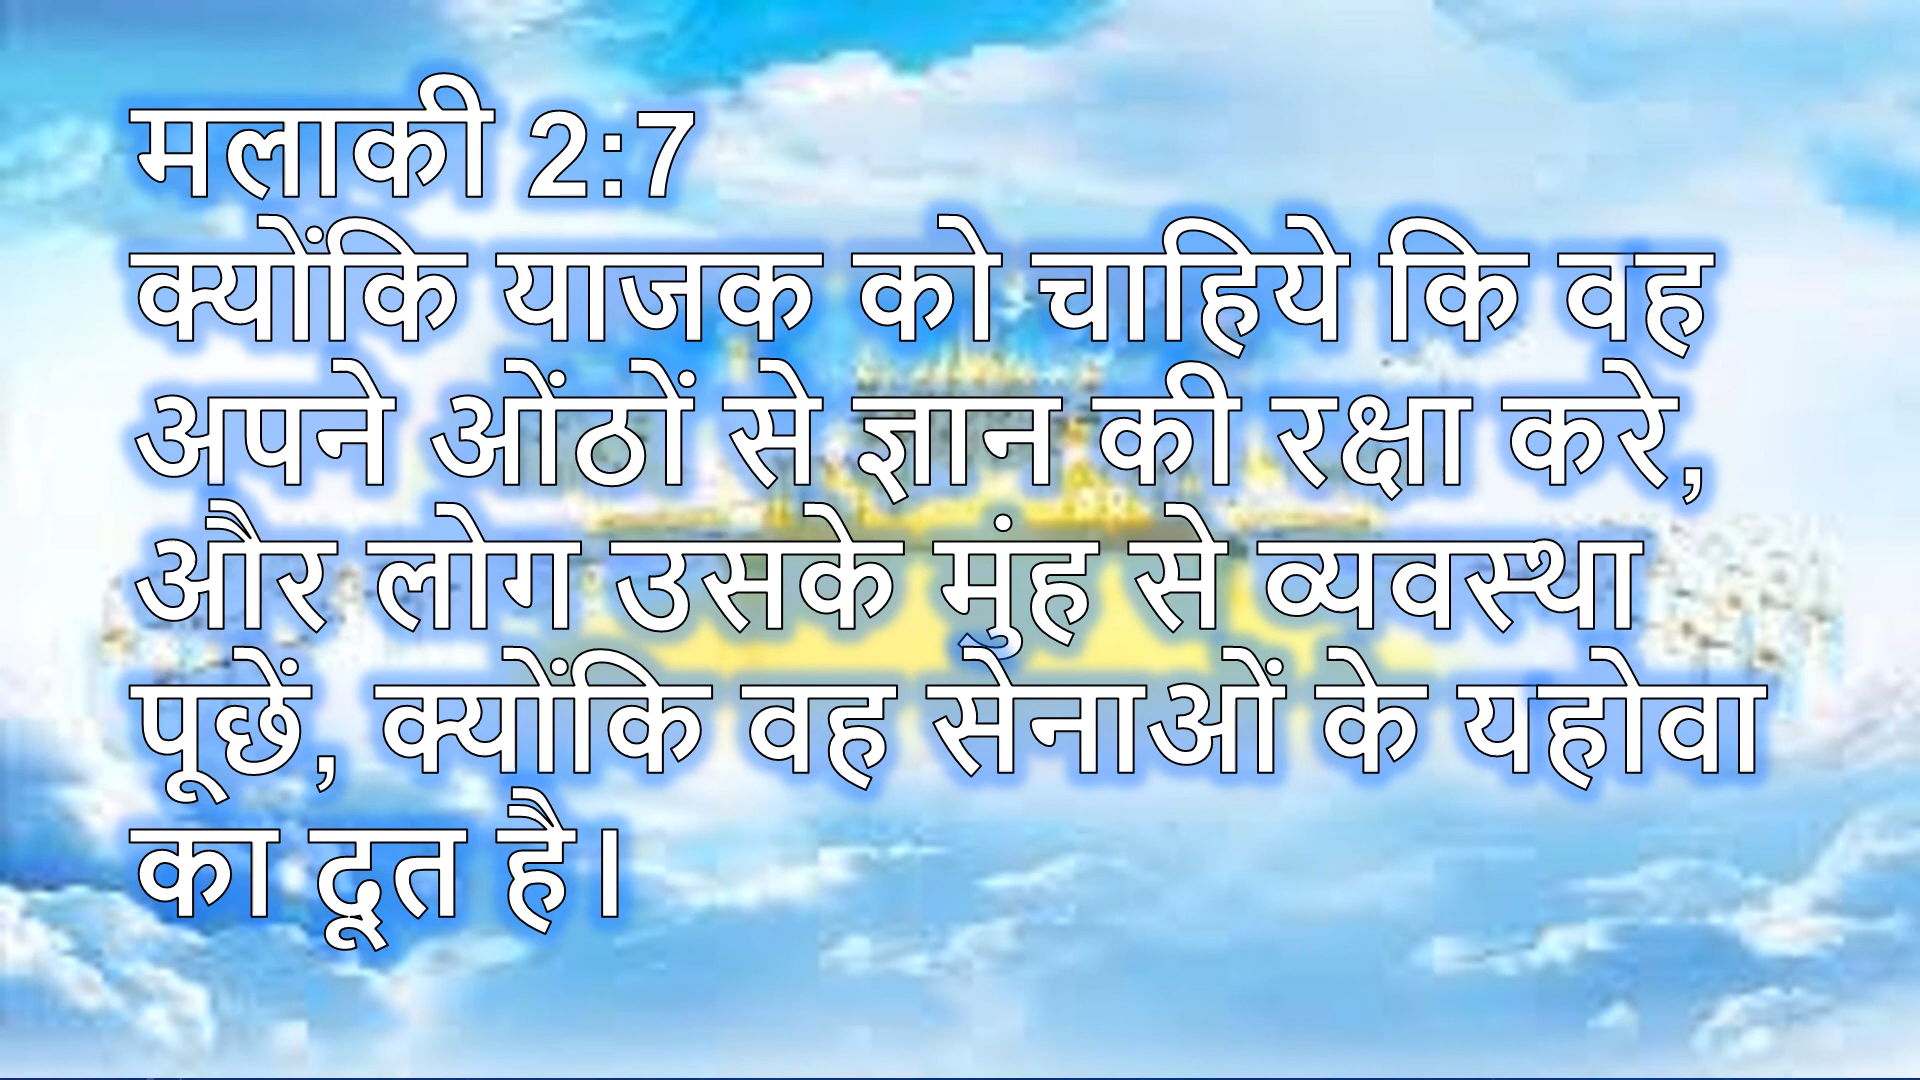 मलाकी 2:7
क्योंकि याजक को चाहिये कि वह
अपने ओंठों से ज्ञान की रक्षा करे,
और लोग उसके मुंह से व्यवस्था
पूछें, क्योंकि वह सेनाओं के यहोवा
का दूत है।